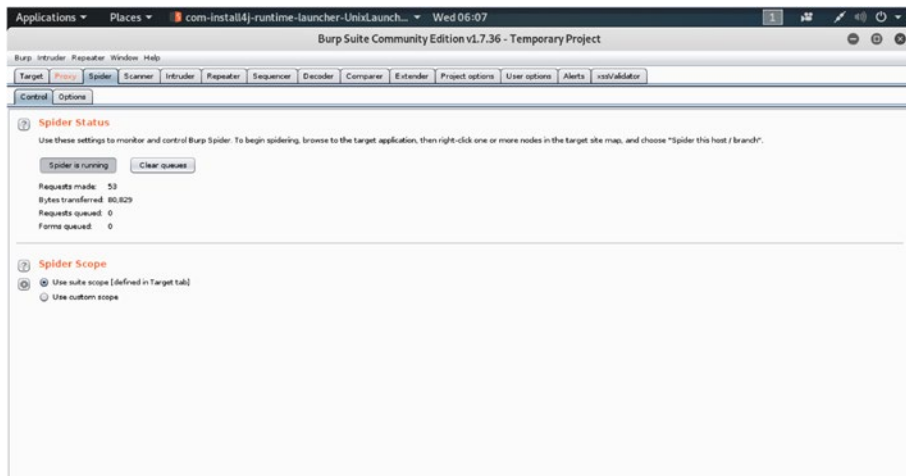 Applications ▾ Places ▾ com-install4j-runtime-launcher-UnixLaunch... ▾ Wed 06:07 1
Burp Suite Community Edition v1.7.36 - Temporary Project
Burp Intruder Repeater Window Help
Target Proxy Spider Scanner Intruder Repeater Sequencer Decoder Comparer Extender Project options User options Alerts xssValidator
Control Options
? Spider Status
Use these settings to monitor and control Burp Spider. To begin spidering, browse to the target application, then right-click one or more nodes in the target site map, and choose "Spider this host / branch".
Spider is running Clear queues
Requests made: 53
Bytes transferred: 80,829
Requests queued: 0
Forms queued: 0
? Spider Scope
Use suite scope [defined in Target tab]
Use custom scope